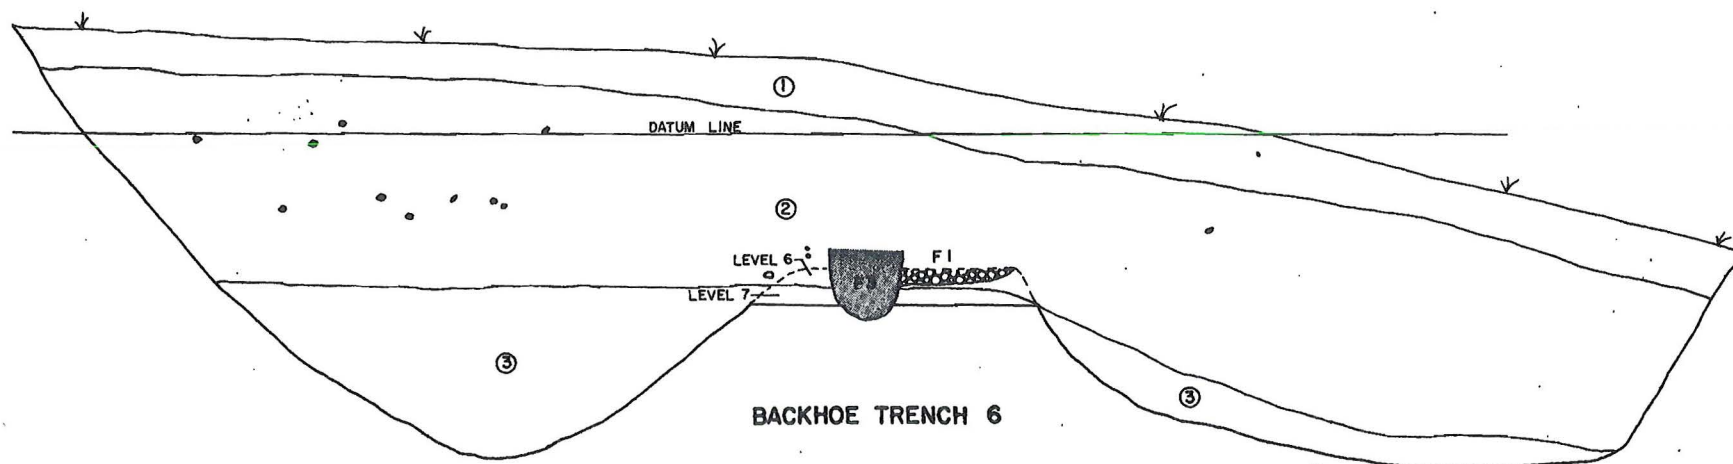 ①
DATUM LINE
②
LEVEL 6
F I
LEVEL 7
③
③
BACKHOE TRENCH 6